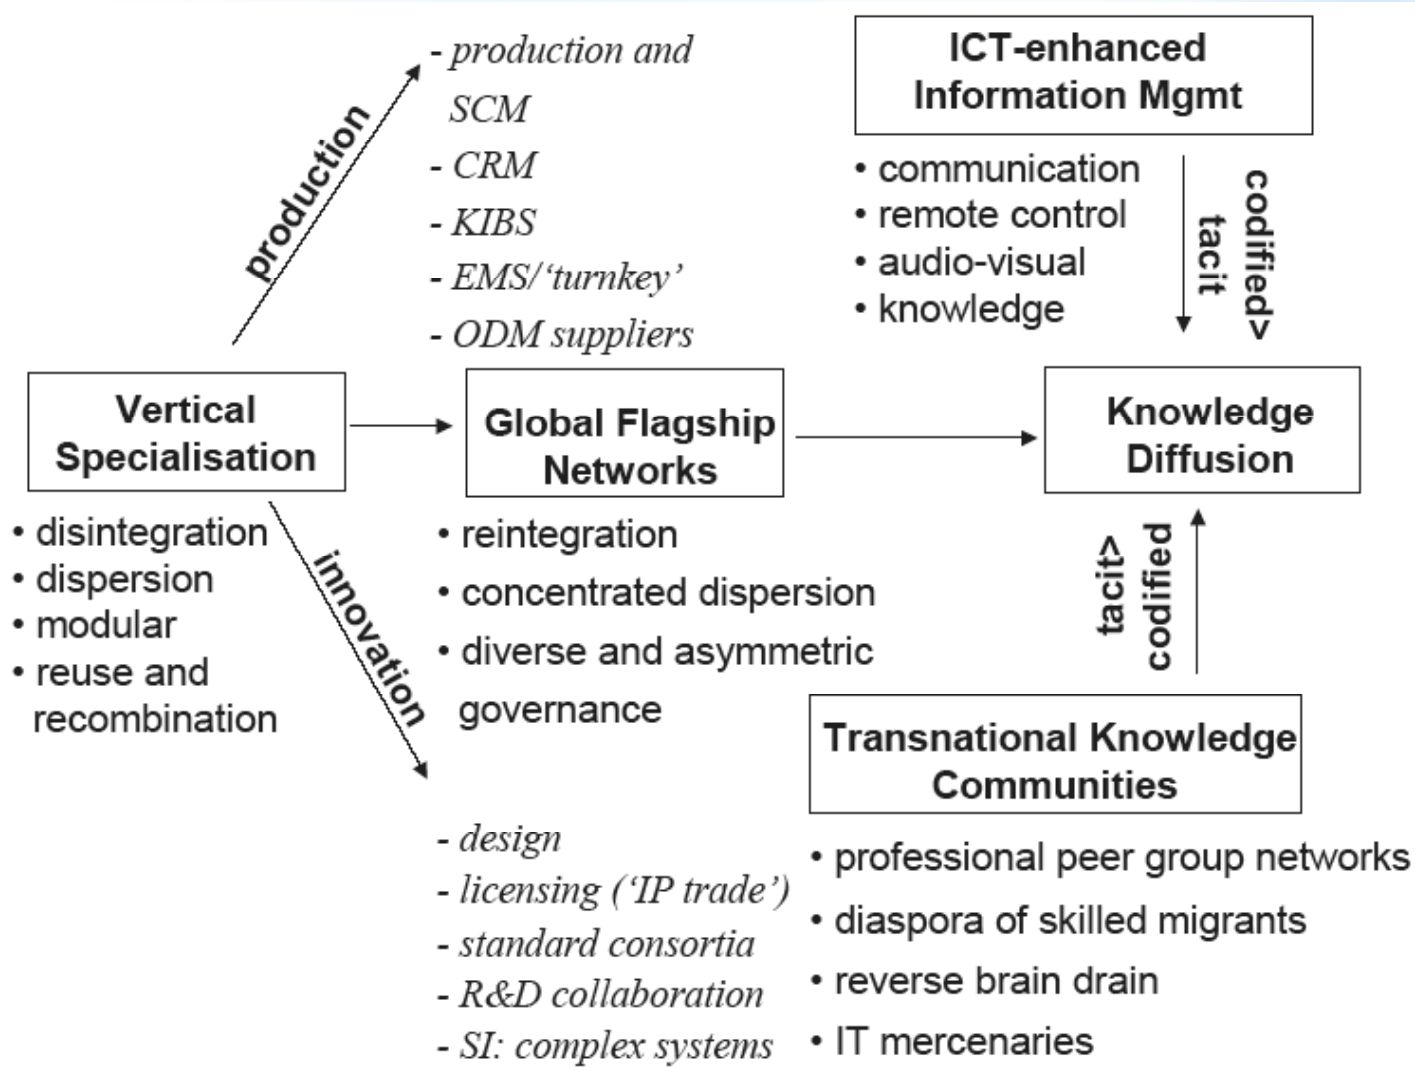 - production and
SCM
- CRM
- KIBS
- EMS/‘turnkey’
- ODM suppliers
production
ICT-enhanced
Information Mgmt
• communication
• remote control
• audio-visual
• knowledge
codified>
tacit
Vertical
Specialisation
• disintegration
• dispersion
• modular
• reuse and
recombination
Global Flagship
Networks
• reintegration
• concentrated dispersion
• diverse and asymmetric
governance
Knowledge
Diffusion
innovation
tacit>
codified
- design
- licensing (‘IP trade’)
- standard consortia
- R&D collaboration
- SI: complex systems
Transnational Knowledge
Communities
• professional peer group networks
• diaspora of skilled migrants
• reverse brain drain
• IT mercenaries